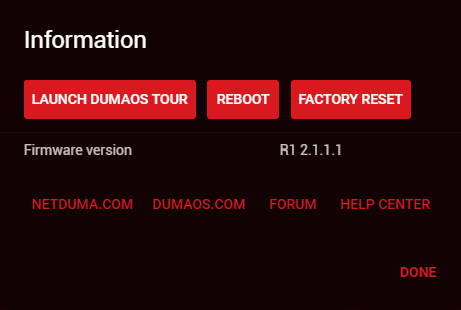 Information
LAUNCH DUMAOS TOUR REBOOT FACTORY RESET
Firmware version R1 2.1.1.1
NETDUMA.COM DUMAOS.COM FORUM HELP CENTER
DONE